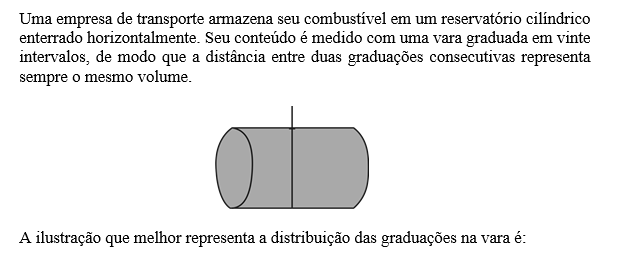 Uma empresa de transporte armazena seu combustível em um reservatório cilíndrico
enterrado horizontalmente. Seu conteúdo é medido com uma vara graduada em vinte
intervalos, de modo que a distância entre duas graduações consecutivas representa
sempre o mesmo volume.
A ilustração que melhor representa a distribuição das graduações na vara é: